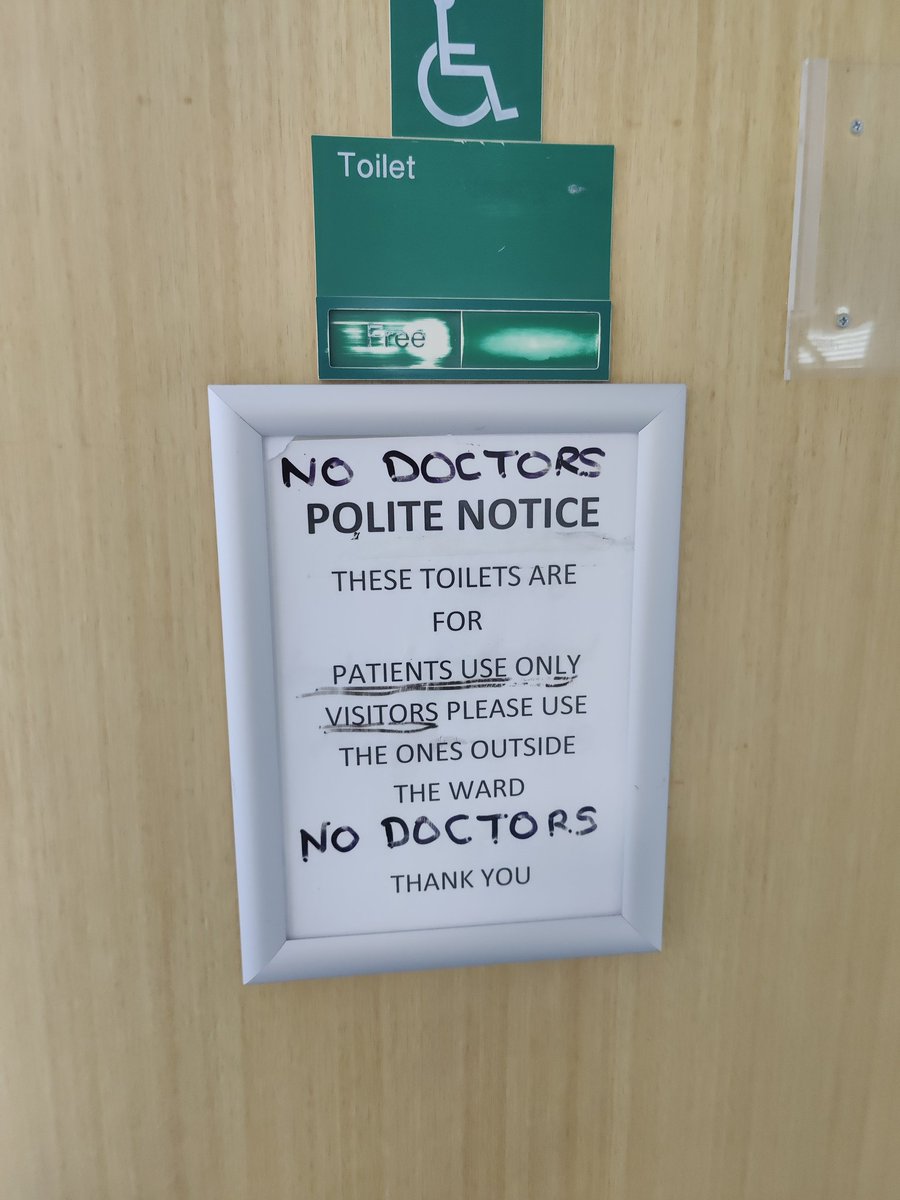 Toilet
Free
NO DOCTORS
POLITE NOTICE
THESE TOILETS ARE
FOR
PATIENTS USE ONLY
VISITORS PLEASE USE
THE ONES OUTSIDE
THE WARD
NO DOCTORS
THANK YOU